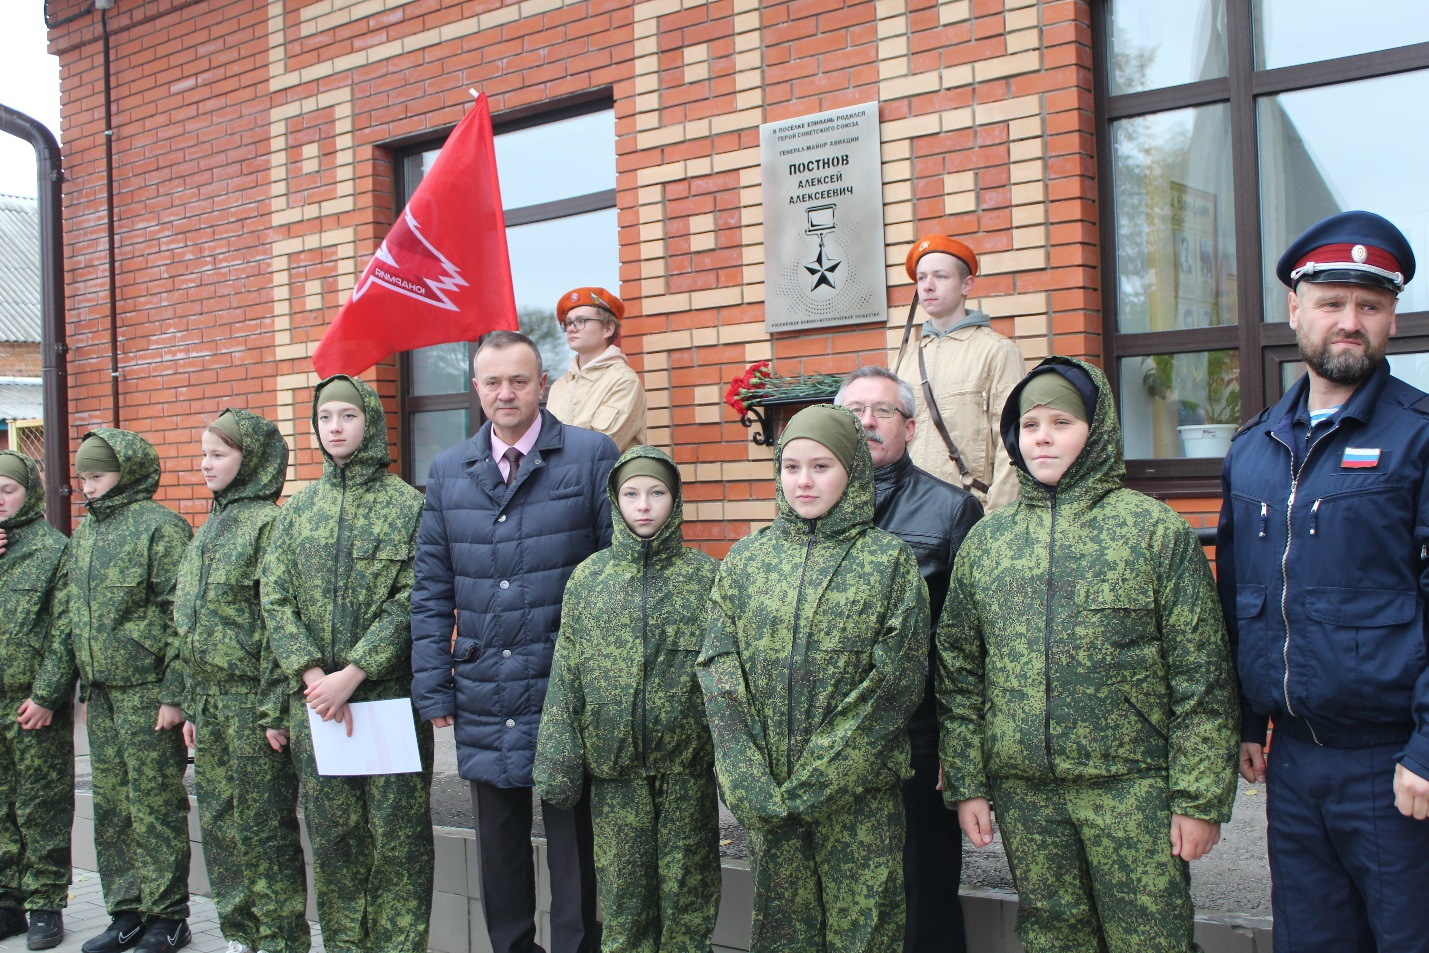 В ПОСЁЛКЕ ЕПИФАНЬ РОДИЛСЯ
ГЕРОЙ СОВЕТСКОГО СОЮЗА
ГЕНЕРАЛ-МАЙОР АВИАЦИИ
ПОСТНОВ
АЛЕКСЕЙ
АЛЕКСЕЕВИЧ
РОССИЙСКОЕ ВОЕННО-ИСТОРИЧЕСКОЕ ОБЩЕСТВО
ЮНАРМИЯ